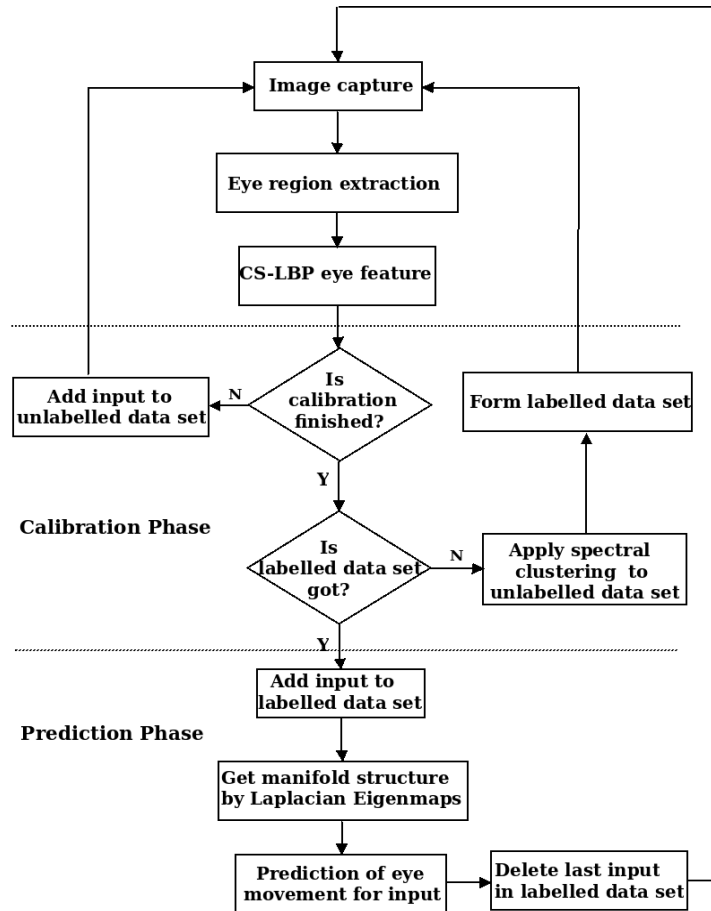 Image capture
Eye region extraction
CS-LBP eye feature
Is
calibration
finished?
N
Add input to
unlabelled data set
Form labelled data set
Y
Calibration Phase
Is
labelled data set
got?
N
Apply spectral
clustering to
unlabelled data set
Y
Add input to
labelled data set
Prediction Phase
Get manifold structure
by Laplacian Eigenmaps
Prediction of eye
movement for input
Delete last input
in labelled data set